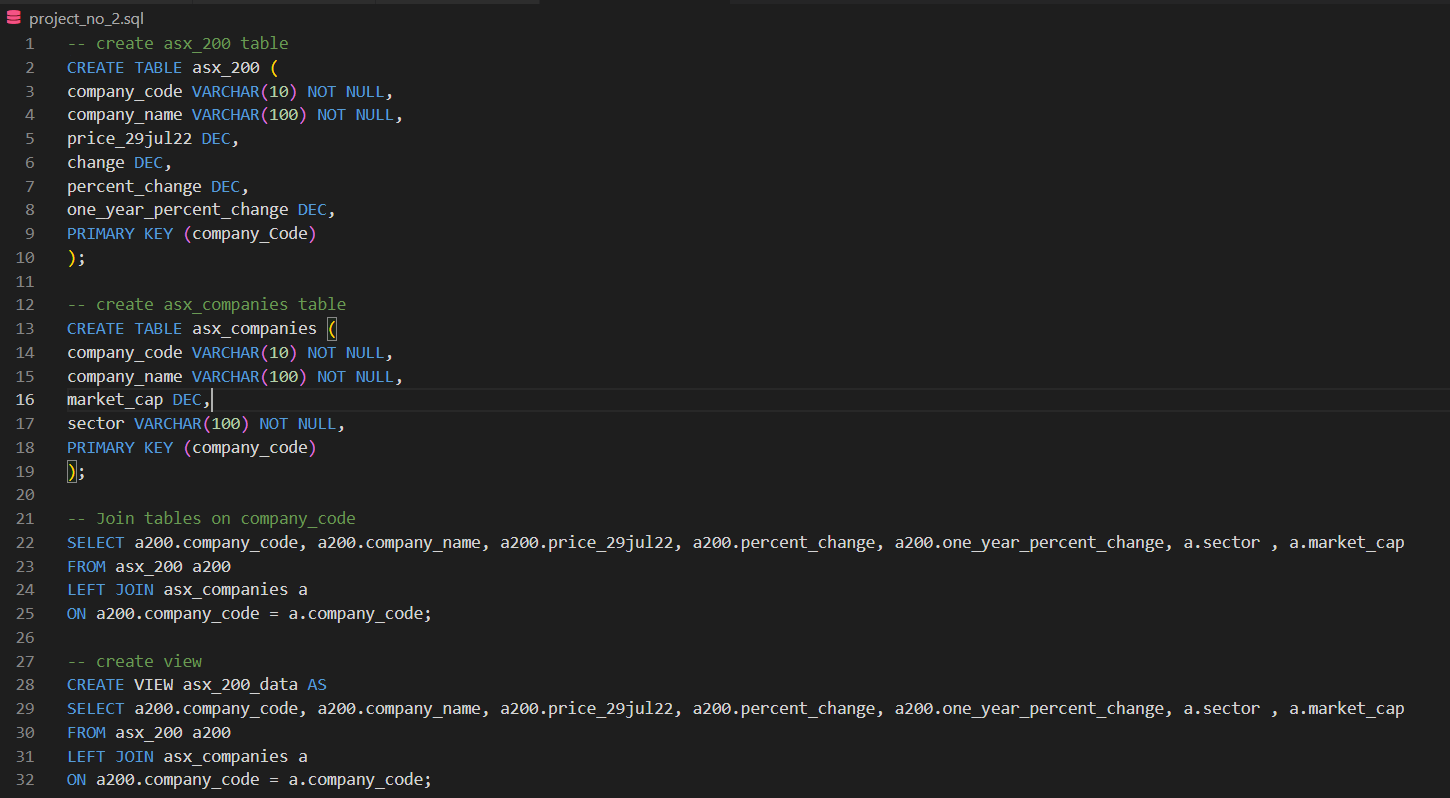 project_no_2.sql
1 -- create asx_200 table
2 CREATE TABLE asx_200 (
3 company_code VARCHAR(10) NOT NULL,
4 company_name VARCHAR(100) NOT NULL,
5 price_29jul22 DEC,
6 change DEC,
7 percent_change DEC,
8 one_year_percent_change DEC,
9 PRIMARY KEY (company_Code)
10 );
11
12 -- create asx_companies table
13 CREATE TABLE asx_companies (
14 company_code VARCHAR(10) NOT NULL,
15 company_name VARCHAR(100) NOT NULL,
16 market_cap DEC,
17 sector VARCHAR(100) NOT NULL,
18 PRIMARY KEY (company_code)
19 );
20
21 -- Join tables on company_code
22 SELECT a200.company_code, a200.company_name, a200.price_29jul22, a200.percent_change, a200.one_year_percent_change, a.sector , a.market_cap
23 FROM asx_200 a200
24 LEFT JOIN asx_companies a
25 ON a200.company_code = a.company_code;
26
27 -- create view
28 CREATE VIEW asx_200_data AS
29 SELECT a200.company_code, a200.company_name, a200.price_29jul22, a200.percent_change, a200.one_year_percent_change, a.sector , a.market_cap
30 FROM asx_200 a200
31 LEFT JOIN asx_companies a
32 ON a200.company_code = a.company_code;